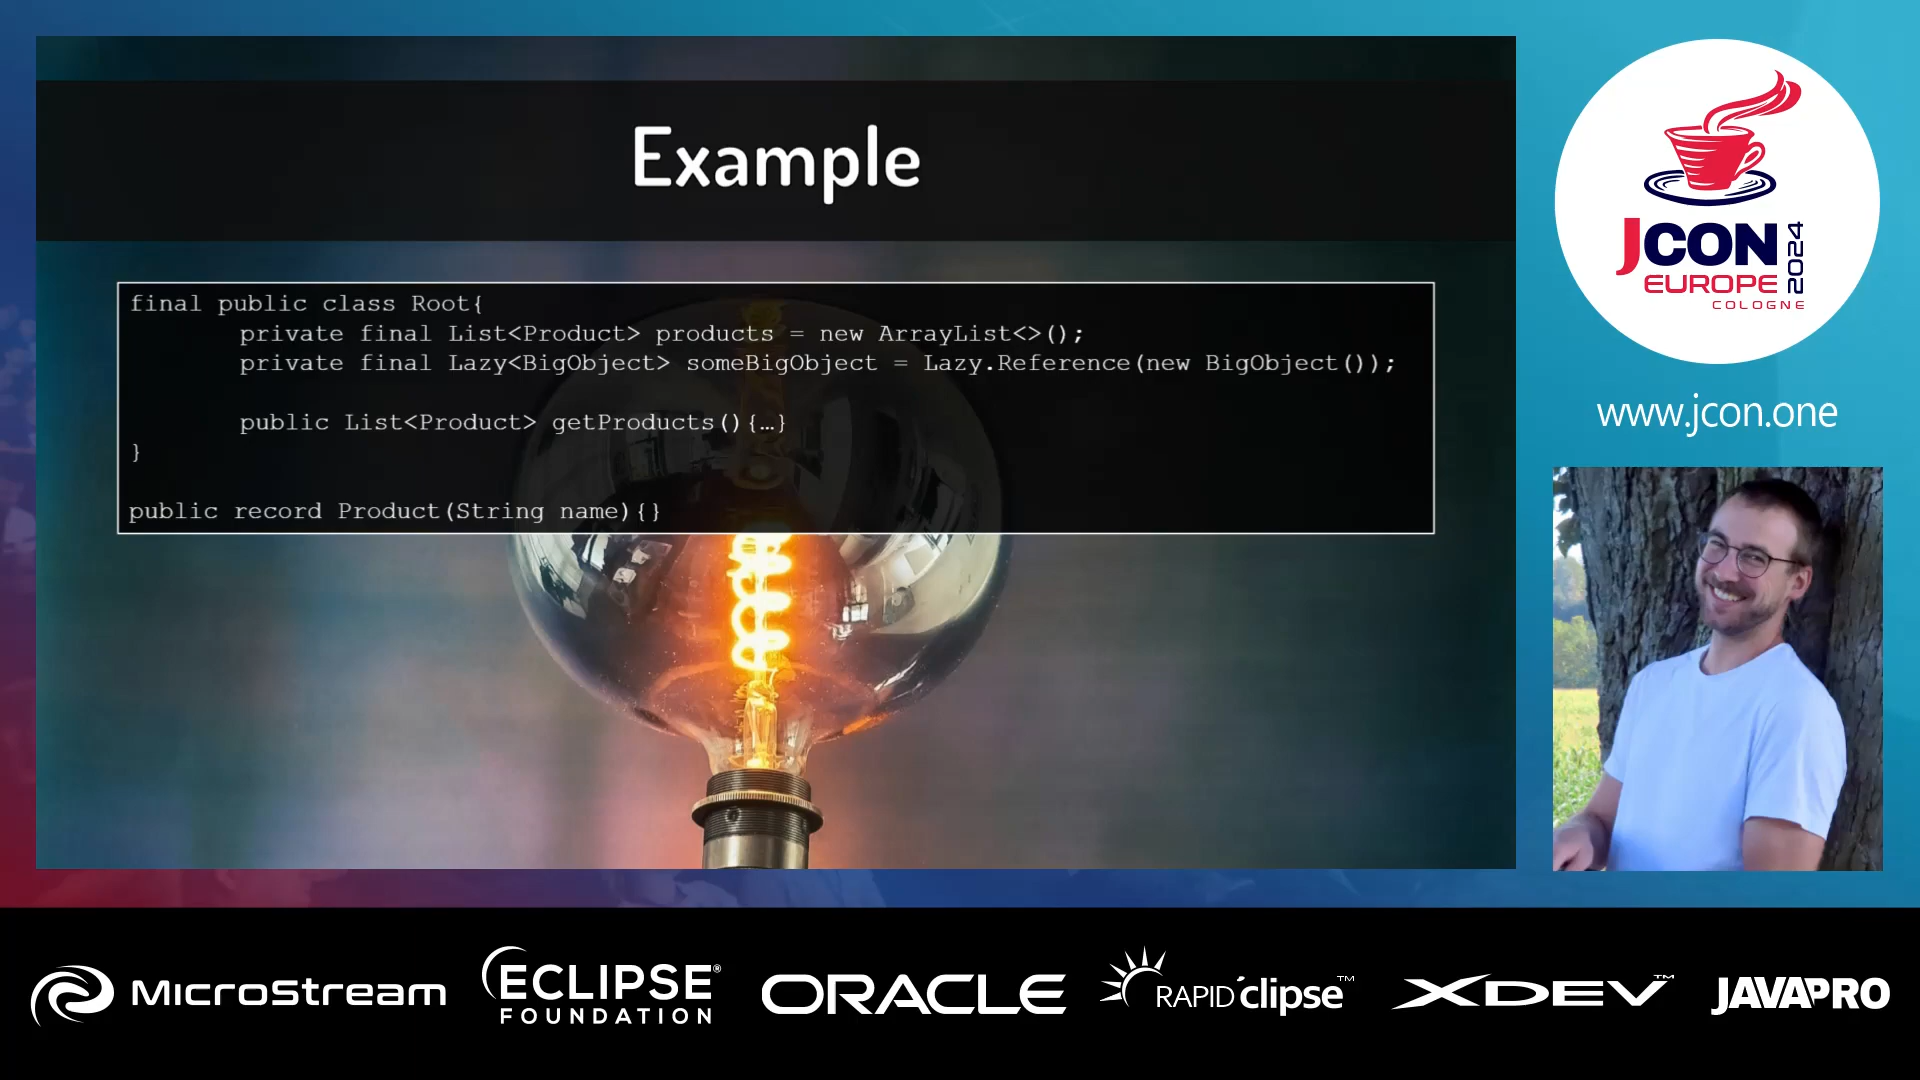 Example
final public class Root{
private final List<Product> products = new ArrayList<>();
private final Lazy<BigObject> someBigObject = Lazy.Reference(new BigObject());
public List<Product> getProducts(){…}
}
public record Product(String name){}
JCON
EUROPE
2024
COLOGNE
www.jcon.one
MicroStream
ECLIPSE®
FOUNDATION
ORACLE
RAPID'clipse™
XDEV™
JAVAPRO